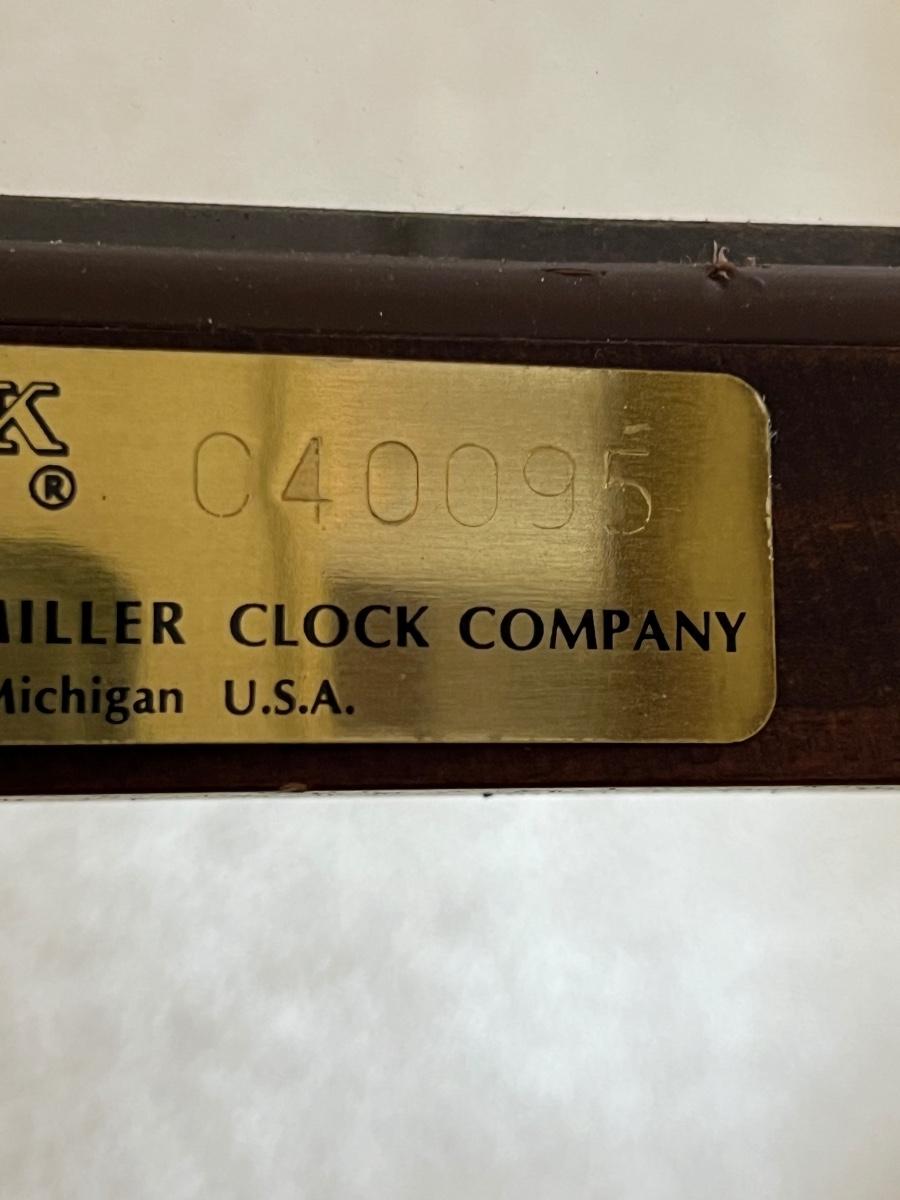 K
® C40095
MILLER CLOCK COMPANY
Michigan U.S.A.